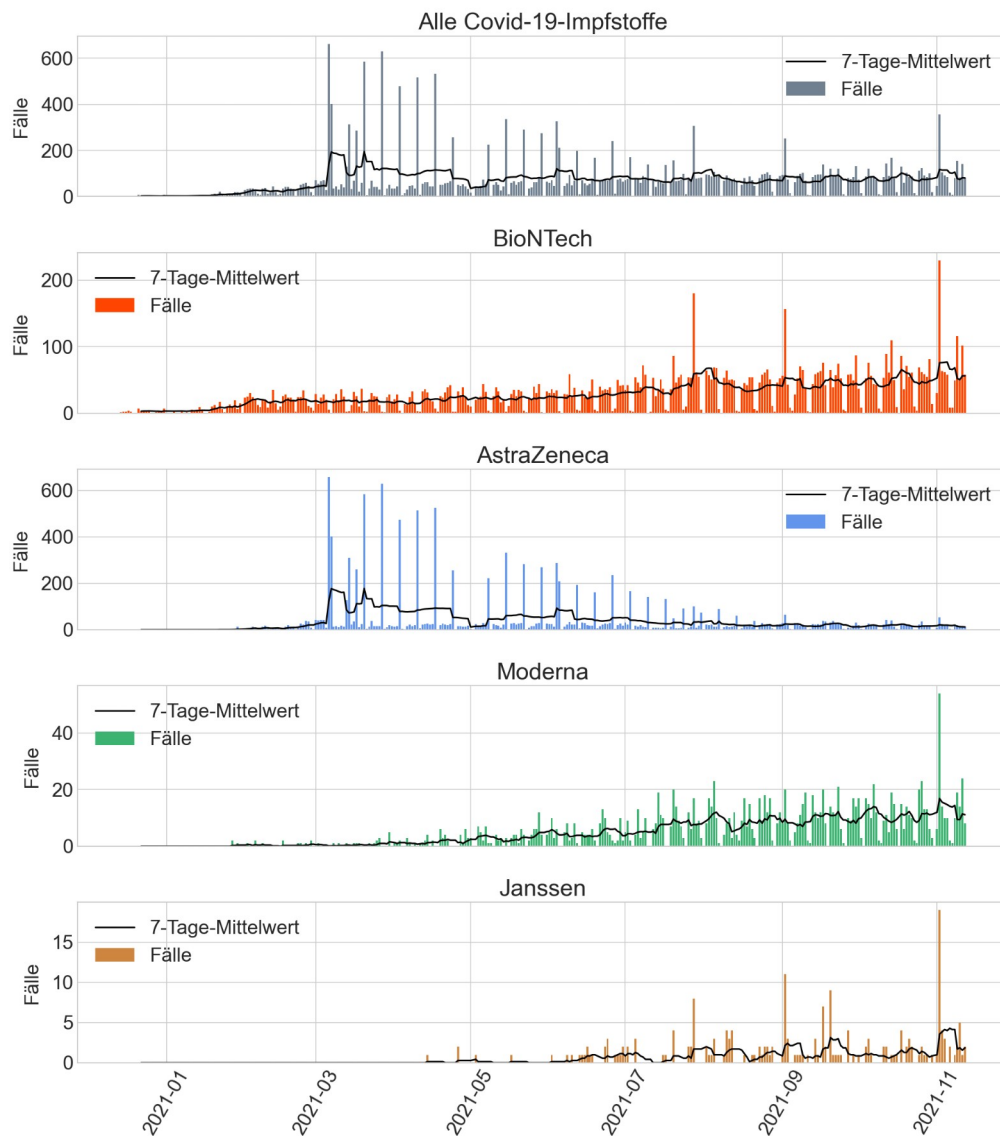 Alle Covid-19-Impfstoffe
Fälle
600
400
200
0
7-Tage-Mittelwert
Fälle
BioNTech
Fälle
200
100
0
7-Tage-Mittelwert
Fälle
AstraZeneca
Fälle
600
400
200
0
7-Tage-Mittelwert
Fälle
Moderna
Fälle
40
20
0
7-Tage-Mittelwert
Fälle
Janssen
Fälle
15
10
5
0
7-Tage-Mittelwert
Fälle
2021-01
2021-03
2021-05
2021-07
2021-09
2021-11